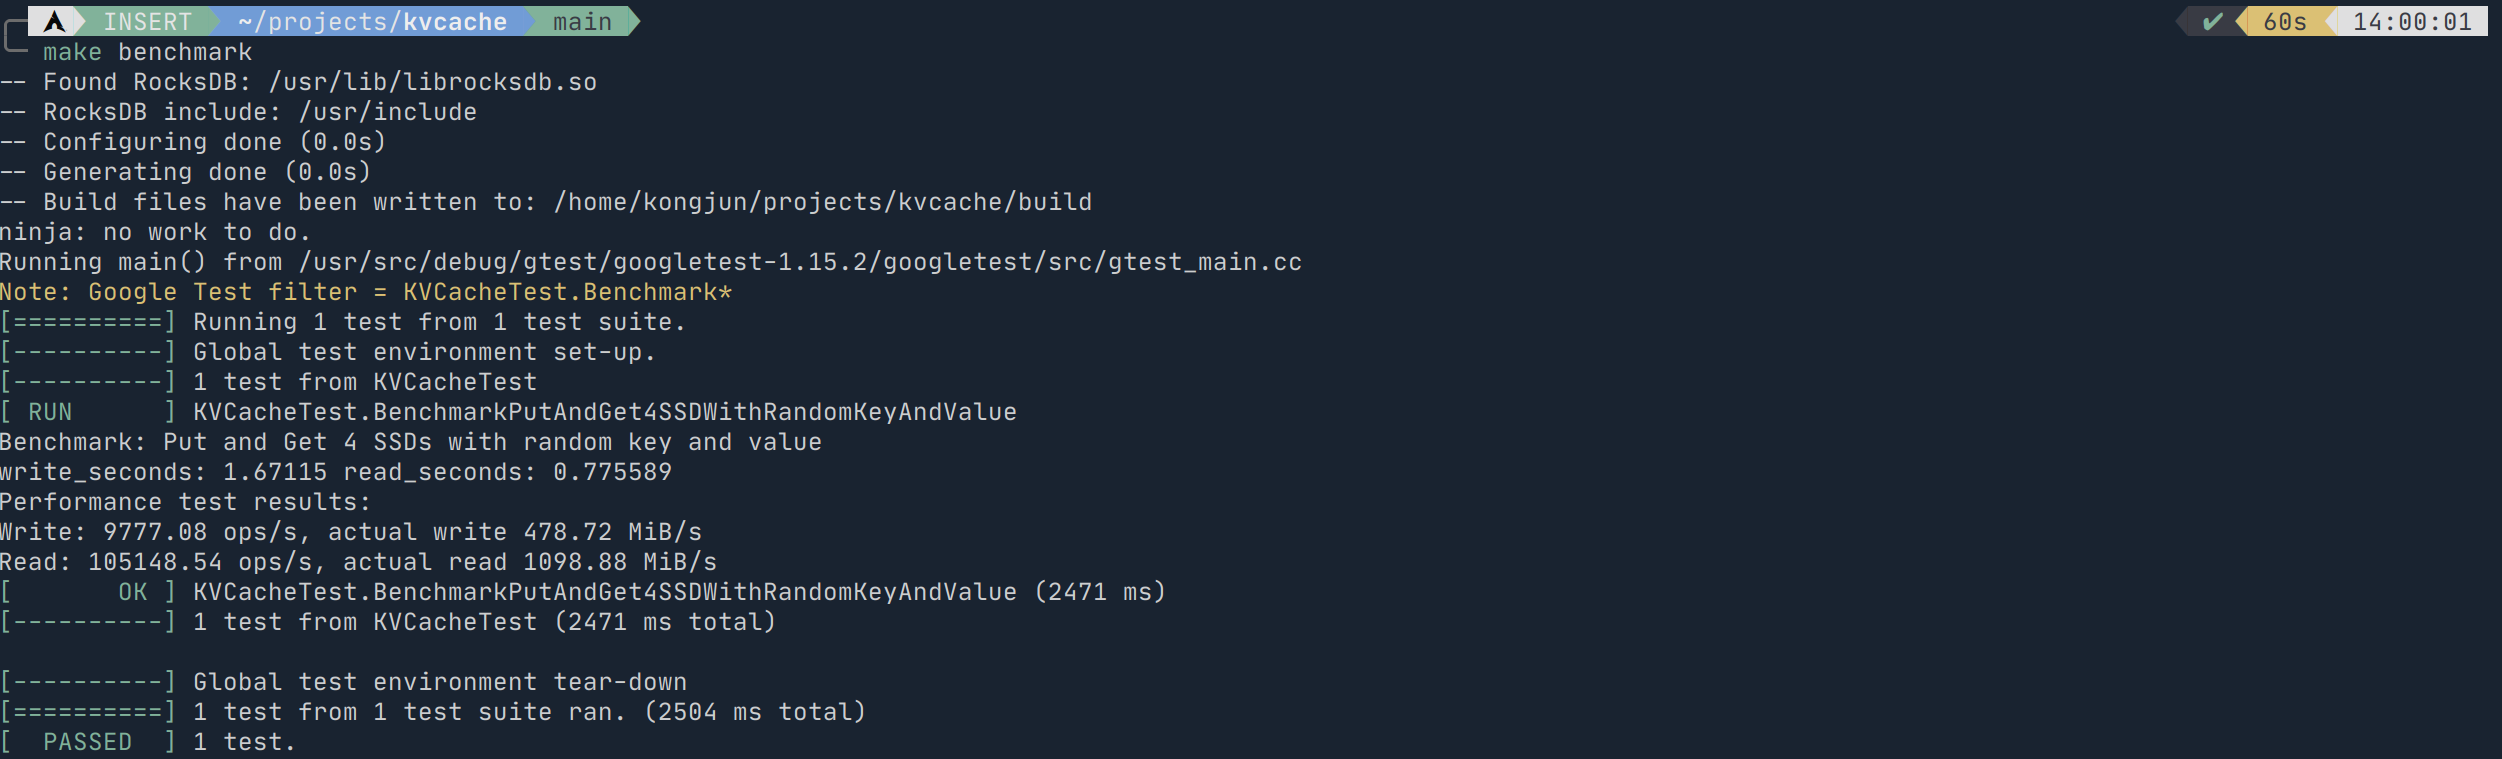 INSERT ~/projects/kvcache main ✔ 60s 14:00:01
make benchmark
-- Found RocksDB: /usr/lib/librocksdb.so
-- RocksDB include: /usr/include
-- Configuring done (0.0s)
-- Generating done (0.0s)
-- Build files have been written to: /home/kongjun/projects/kvcache/build
ninja: no work to do.
Running main() from /usr/src/debug/gtest/googletest-1.15.2/googletest/src/gtest_main.cc
Note: Google Test filter = KVCacheTest.Benchmark*
[==========] Running 1 test from 1 test suite.
[----------] Global test environment set-up.
[----------] 1 test from KVCacheTest
[ RUN      ] KVCacheTest.BenchmarkPutAndGet4SSDWithRandomKeyAndValue
Benchmark: Put and Get 4 SSDs with random key and value
write_seconds: 1.67115 read_seconds: 0.775589
Performance test results:
Write: 9777.08 ops/s, actual write 478.72 MiB/s
Read: 105148.54 ops/s, actual read 1098.88 MiB/s
[       OK ] KVCacheTest.BenchmarkPutAndGet4SSDWithRandomKeyAndValue (2471 ms)
[----------] 1 test from KVCacheTest (2471 ms total)
[----------] Global test environment tear-down
[==========] 1 test from 1 test suite ran. (2504 ms total)
[  PASSED  ] 1 test.